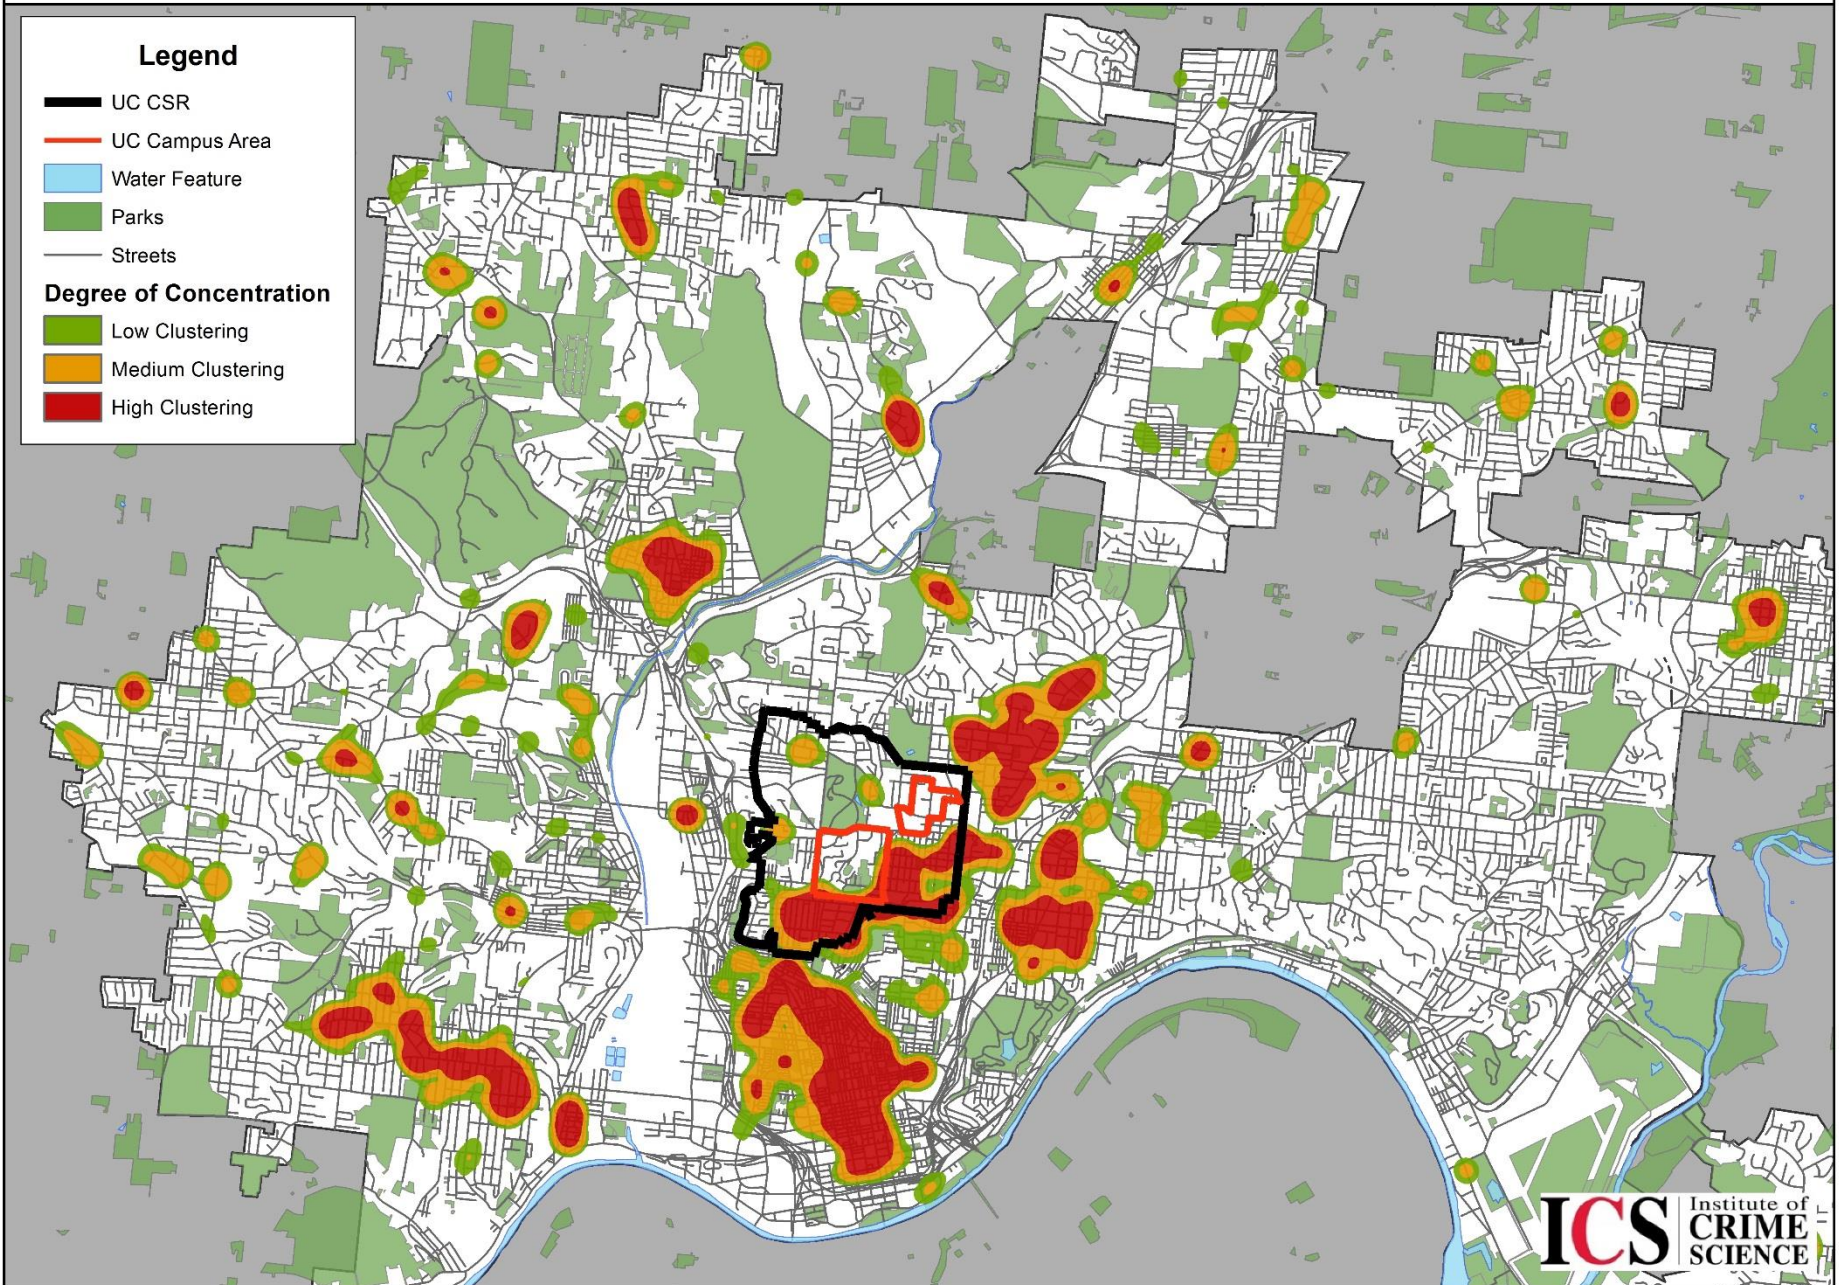 Legend
UC CSR
UC Campus Area
Water Feature
Parks
Streets
Degree of Concentration
Low Clustering
Medium Clustering
High Clustering
ICS
Institute of
CRIME
SCIENCE